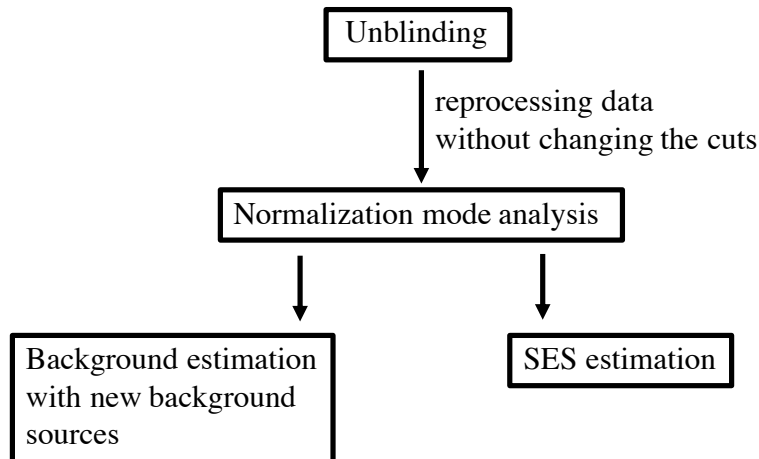 Unblinding
reprocessing data
without changing the cuts
Normalization mode analysis
Background estimation
with new background
sources
SES estimation